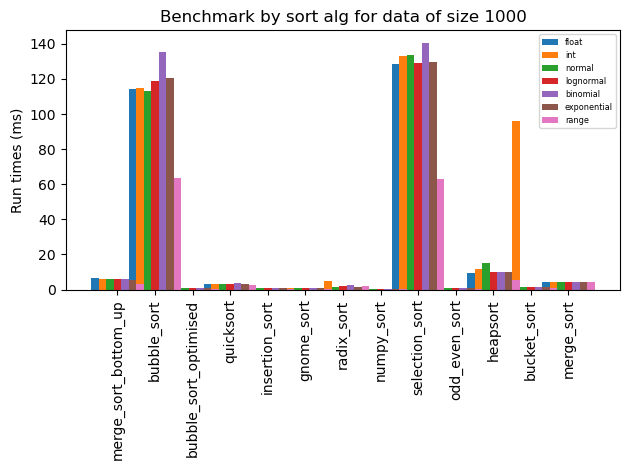 Benchmark by sort alg for data of size 1000
Run times (ms)
140
120
100
80
60
40
20
0
float
int
normal
lognormal
binomial
exponential
range
merge_sort_bottom_up
bubble_sort
bubble_sort_optimised
quicksort
insertion_sort
gnome_sort
radix_sort
numpy_sort
selection_sort
odd_even_sort
heapsort
bucket_sort
merge_sort